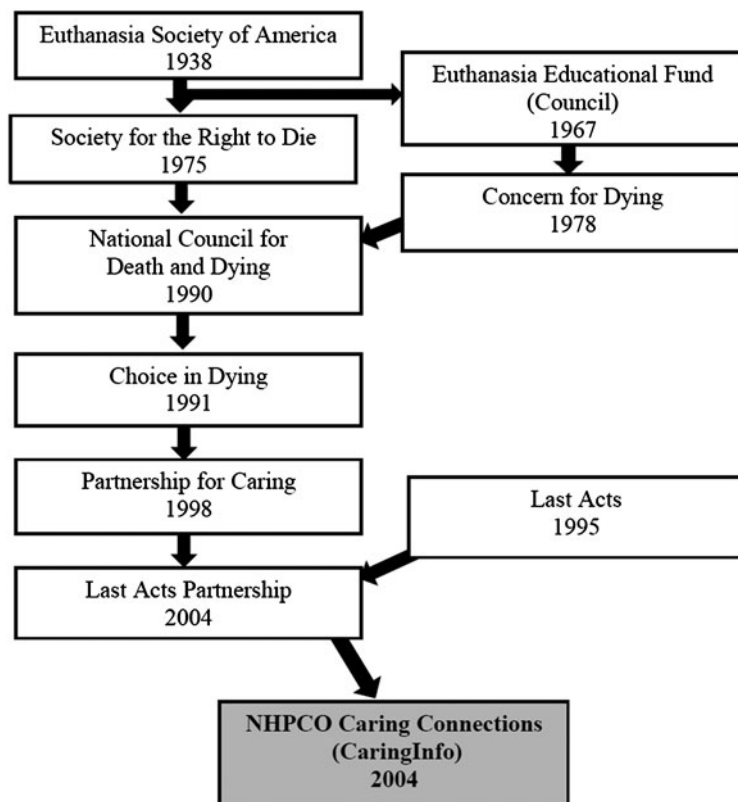 Euthanasia Society of America
1938
Euthanasia Educational Fund
(Council)
1967
Society for the Right to Die
1975
Concern for Dying
1978
National Council for
Death and Dying
1990
Choice in Dying
1991
Partnership for Caring
1998
Last Acts
1995
Last Acts Partnership
2004
NHPCO Caring Connections
(CaringInfo)
2004